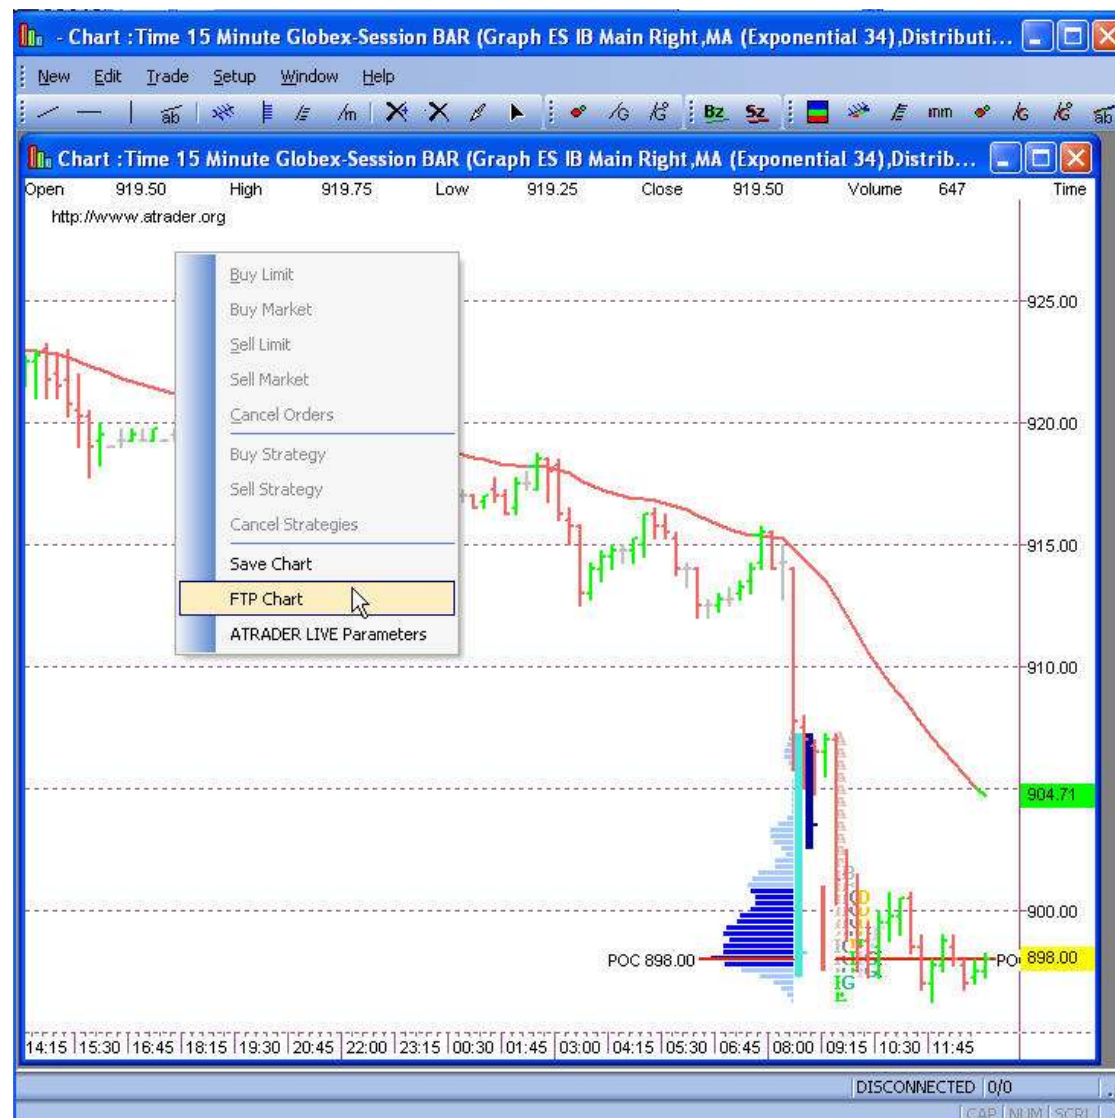 - Chart :Time 15 Minute Globex-Session BAR (Graph ES IB Main Right,MA (Exponential 34),Distributi...
New Edit Trade Setup Window Help
ab Bz Sz mm ab
Chart :Time 15 Minute Globex-Session BAR (Graph ES IB Main Right,MA (Exponential 34),Distrib...
Open 919.50 High 919.75 Low 919.25 Close 919.50 Volume 647 Time
http://www.atrader.org
Buy Limit
Buy Market
Sell Limit
Sell Market
Cancel Orders
Buy Strategy
Sell Strategy
Cancel Strategies
Save Chart
FTP Chart
ATRADER LIVE Parameters
925.00
920.00
915.00
910.00
904.71
900.00
POC 898.00 PO 898.00
14:15 15:30 16:45 18:15 19:30 20:45 22:00 23:15 00:30 01:45 03:00 04:15 05:30 06:45 08:00 09:15 10:30 11:45
DISCONNECTED 0/0
CAP NUM SCRL